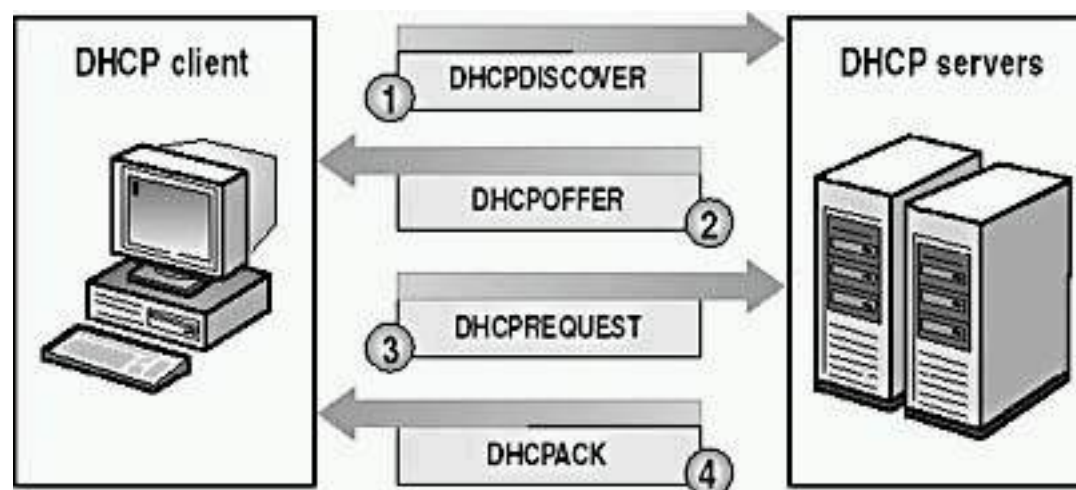 DHCP client
DHCP servers
1
DHCPDISCOVER
DHCPOFFER
2
3
DHCPREQUEST
DHCPACK
4